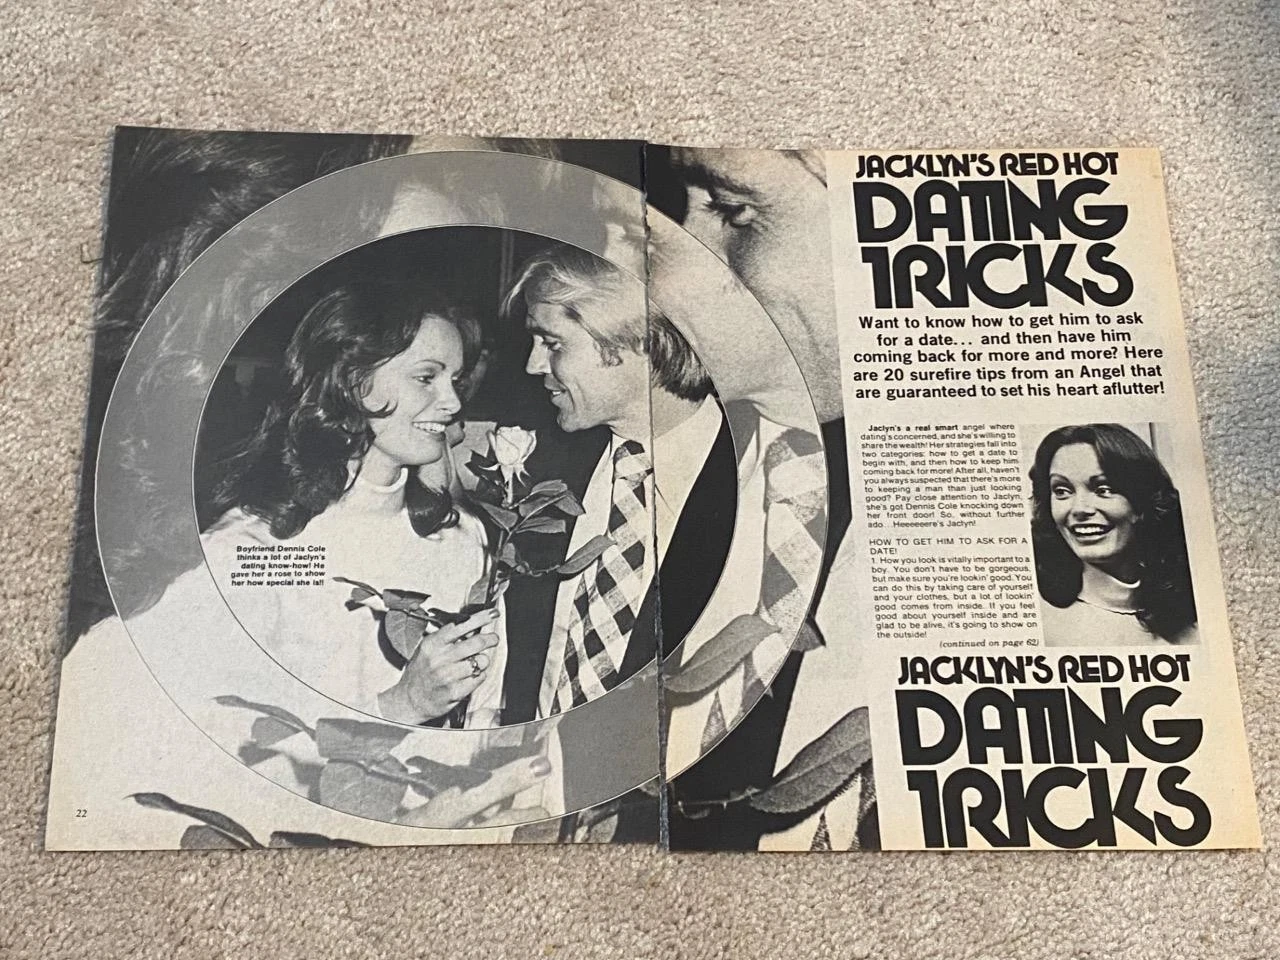 Boyfriend Dennis Cole
thinks a lot of Jaclyn's
dating know-how! He
gave her a rose to show
her how special she is!!
22
JACKLYN'S RED HOT
DATING
TRICKS
Want to know how to get him to ask
for a date... and then have him
coming back for more and more? Here
are 20 surefire tips from an Angel that
are guaranteed to set his heart aflutter!
Jaclyn's a real smart angel where
dating's concerned, and she's willing to
share the wealth! Her strategies fall into
two categories: how to get a date to
begin with, and then how to keep him
coming back for more! After all, haven't
you always suspected that there's more
to keeping a man than just looking
good? Pay close attention to Jaclyn,
she's got Dennis Cole knocking down
her front door! So, without further
ado...Heeeeeere's Jaclyn!
HOW TO GET HIM TO ASK FOR A
DATE!
1. How you look is vitally important to a
boy. You don't have to be gorgeous,
but make sure you're lookin' good. You
can do this by taking care of yourself
and your clothes, but a lot of lookin'
good comes from inside. If you feel
good about yourself inside and are
glad to be alive, it's going to show on
the outside!
(continued on page 62)
JACKLYN'S RED HOT
DATING
TRICKS